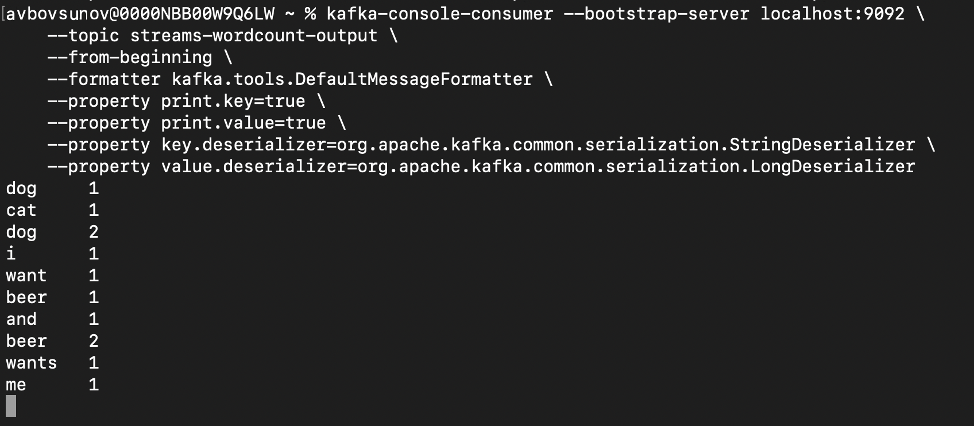 [avbovsunov@0000NBB00W9Q6LW ~ % kafka-console-consumer --bootstrap-server localhost:9092 \
--topic streams-wordcount-output \
--from-beginning \
--formatter kafka.tools.DefaultMessageFormatter \
--property print.key=true \
--property print.value=true \
--property key.deserializer=org.apache.kafka.common.serialization.StringDeserializer \
--property value.deserializer=org.apache.kafka.common.serialization.LongDeserializer
dog 1
cat 1
dog 2
i 1
want 1
beer 1
and 1
beer 2
wants 1
me 1